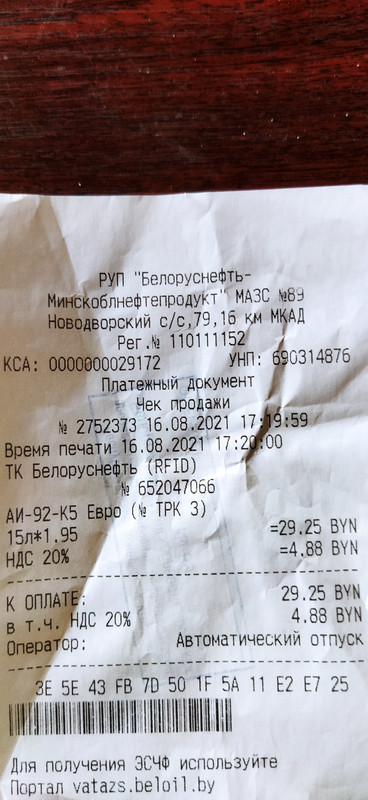 РУП "Белоруснефть-
Минскоблнефтепродукт" МАЗС №89
Новодворский с/с,79,16 км МКАД
Рег.№ 110111152
КСА: 0000000029172 УНП: 690314876
Платежный документ
Чек продажи
№ 2752373 16.08.2021 17:19:59
Время печати 16.08.2021 17:20:00
ТК Белоруснефть (RFID)
№ 652047066
АИ-92-К5 Евро (№ ТРК 3)
15л*1.95 =29.25 BYN
НДС 20% =4.88 BYN
К ОПЛАТЕ: 29.25 BYN
в т.ч. НДС 20% 4.88 BYN
Оператор: Автоматический отпуск
3E 5E 43 FB 7D 50 1F 5A 11 E2 E7 25
Для получения ЭСЧФ используйте
Портал vatazs.beloil.by